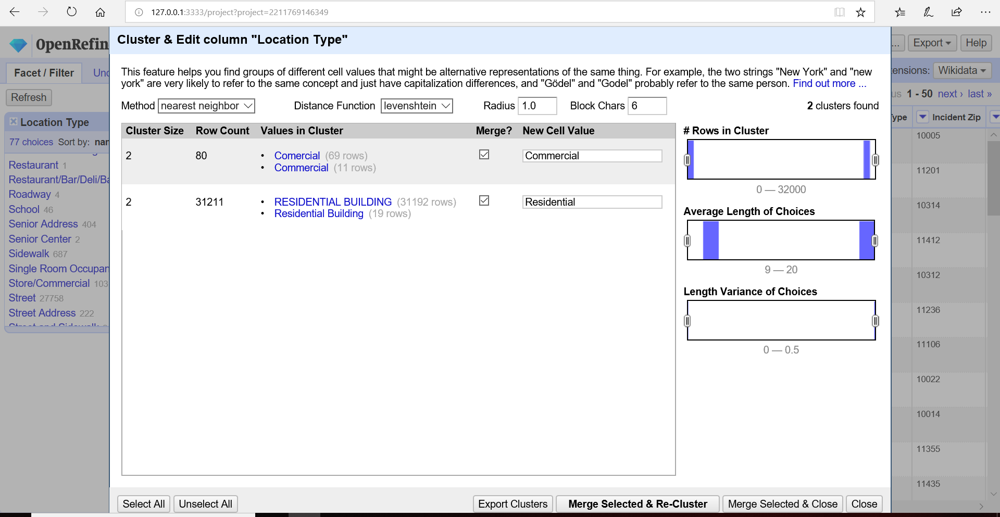 127.0.0.1:3333/project?project=2211769146349
Cluster & Edit column "Location Type"
OpenRefin
... Export Help
Facet / Filter Und
ensions: Wikidata
This feature helps you find groups of different cell values that might be alternative representations of the same thing. For example, the two strings "New York" and "new
york" are very likely to refer to the same concept and just have capitalization differences, and "Gödel" and "Godel" probably refer to the same person. Find out more ...
Refresh
us 1 - 50 next › last »
Method nearest neighbor Distance Function levenshtein Radius 1.0 Block Chars 6 2 clusters found
Location Type
77 choices Sort by: nam
Restaurant 1
Restaurant/Bar/Deli/Ba
Roadway 4
School 46
Senior Address 404
Senior Center 2
Sidewalk 687
Single Room Occupan
Store/Commercial 103
Street 27758
Street Address 222
Street and Sidewalk
Cluster Size Row Count Values in Cluster Merge? New Cell Value
2 80 • Comercial (69 rows) Commercial
• Commercial (11 rows)
2 31211 • RESIDENTIAL BUILDING (31192 rows) Residential
• Residential Building (19 rows)
# Rows in Cluster
0 — 32000
Average Length of Choices
9 — 20
Length Variance of Choices
0 — 0.5
ype Incident Zip
10005
11201
10314
11412
10312
11236
11106
10022
10014
11355
11435
Select All Unselect All Export Clusters Merge Selected & Re-Cluster Merge Selected & Close Close